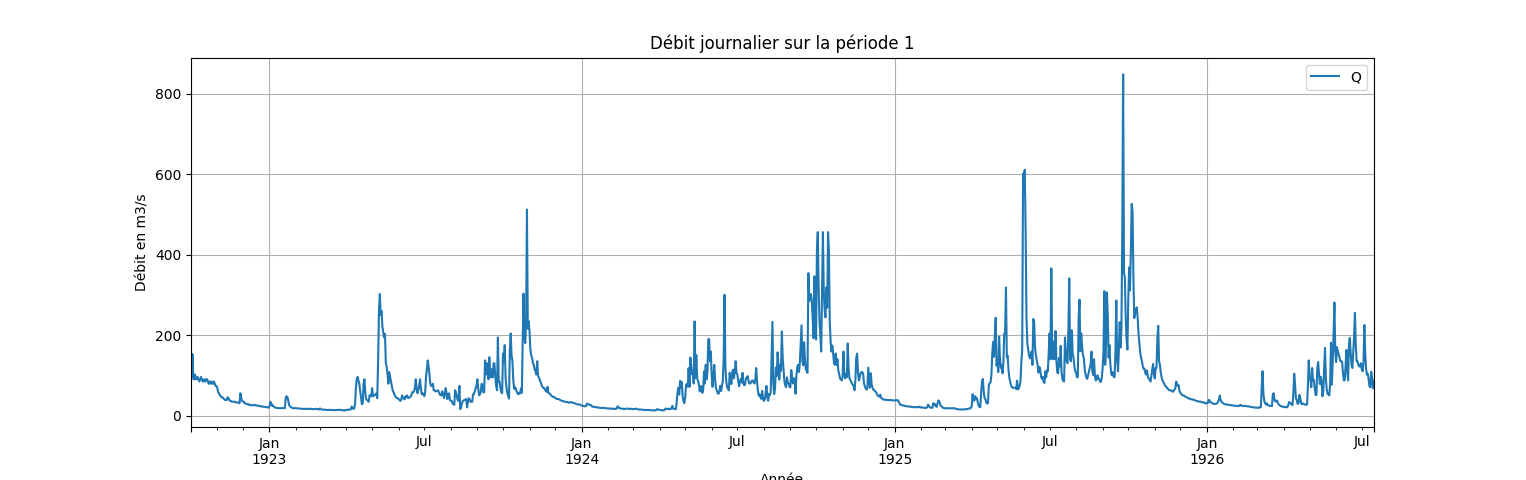 Débit journalier sur la période 1
Q
Débit en m3/s
800
600
400
200
0
Jan
1923
Jul
Jan
1924
Jul
Jan
1925
Jul
Jan
1926
Jul
Année